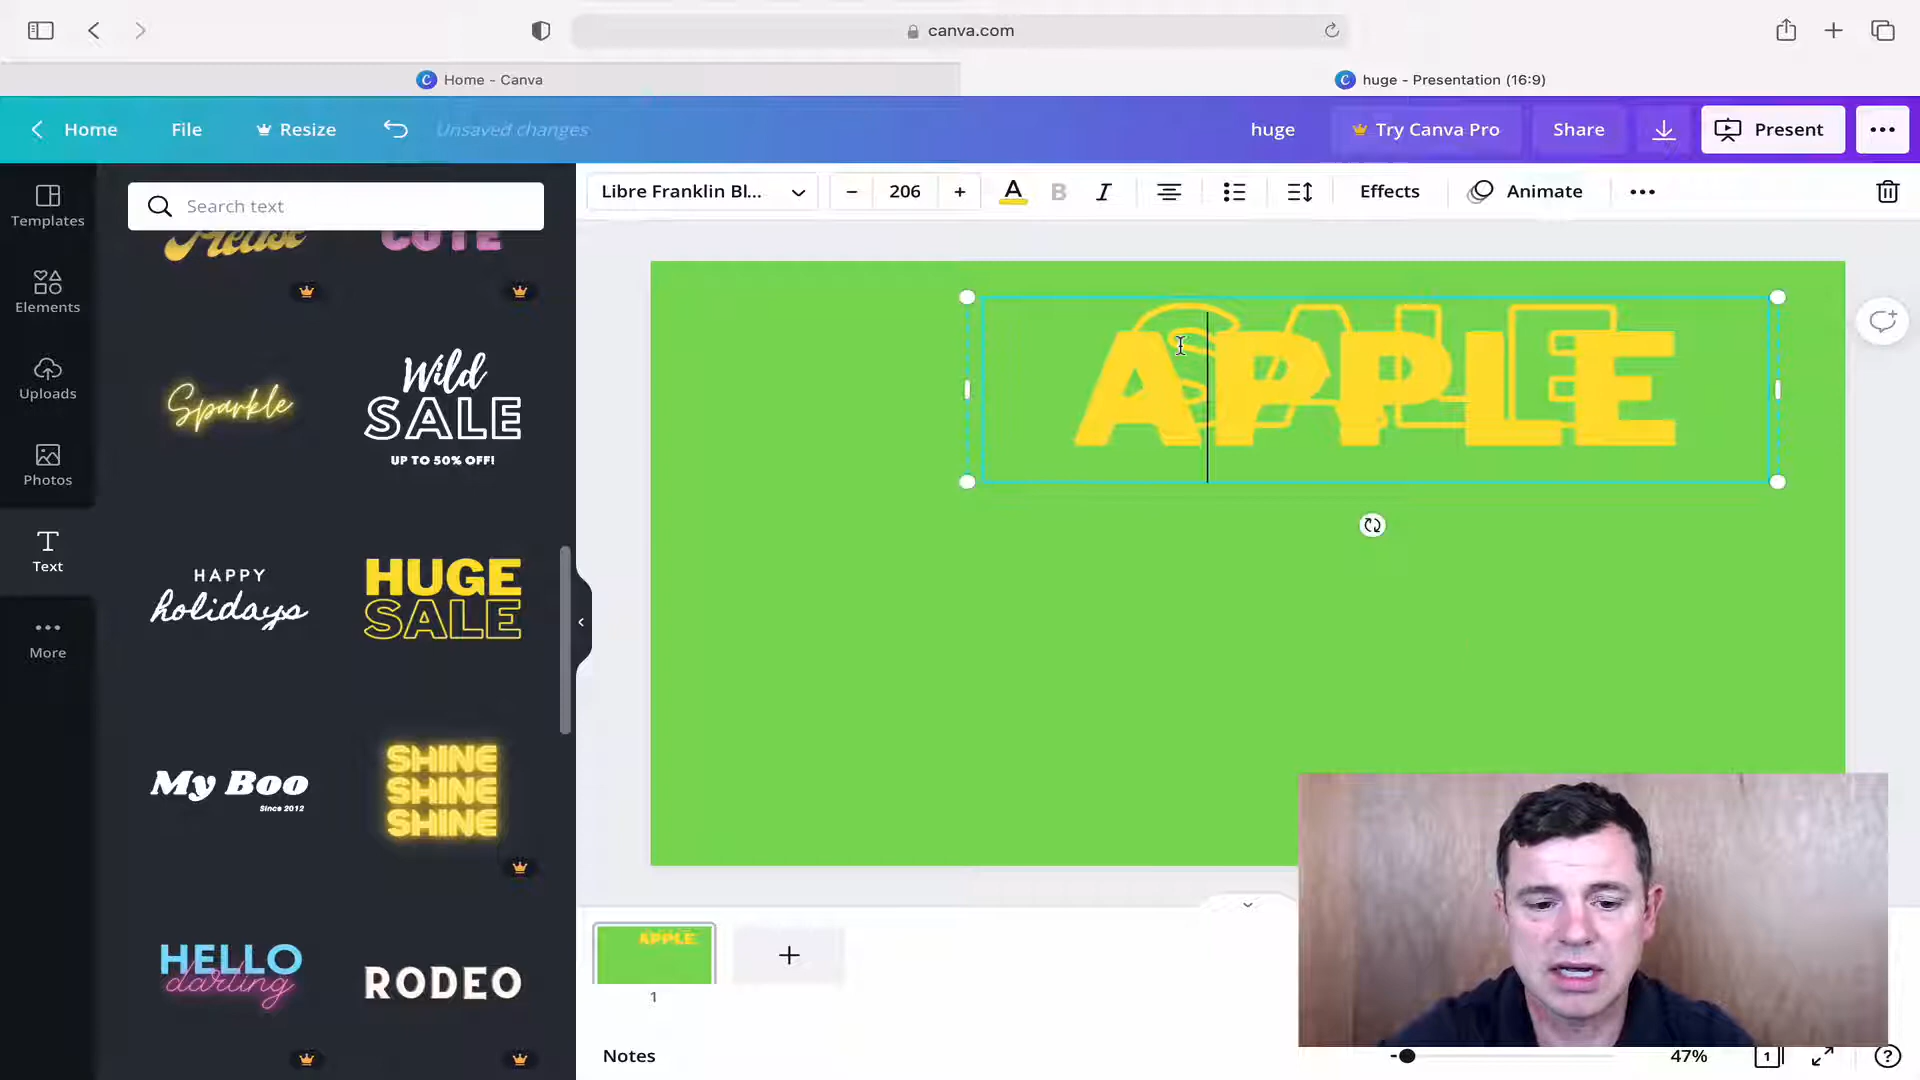 canva.com
Home - Canva
huge - Presentation (16:9)
Home
File
Resize
Unsaved changes
huge
Try Canva Pro
Share
Present
Templates
Elements
Uploads
Photos
Text
More
Search text
Please
CUTE
Sparkle
Wild
SALE
UP TO 50% OFF!
HAPPY
holidays
HUGE
SALE
My Boo
Since 2012
SHINE
SHINE
SHINE
HELLO
darling
RODEO
Libre Franklin Bl...
206
A
B
I
Effects
Animate
SALE
APPLE
APPLE
1
Notes
47%
1